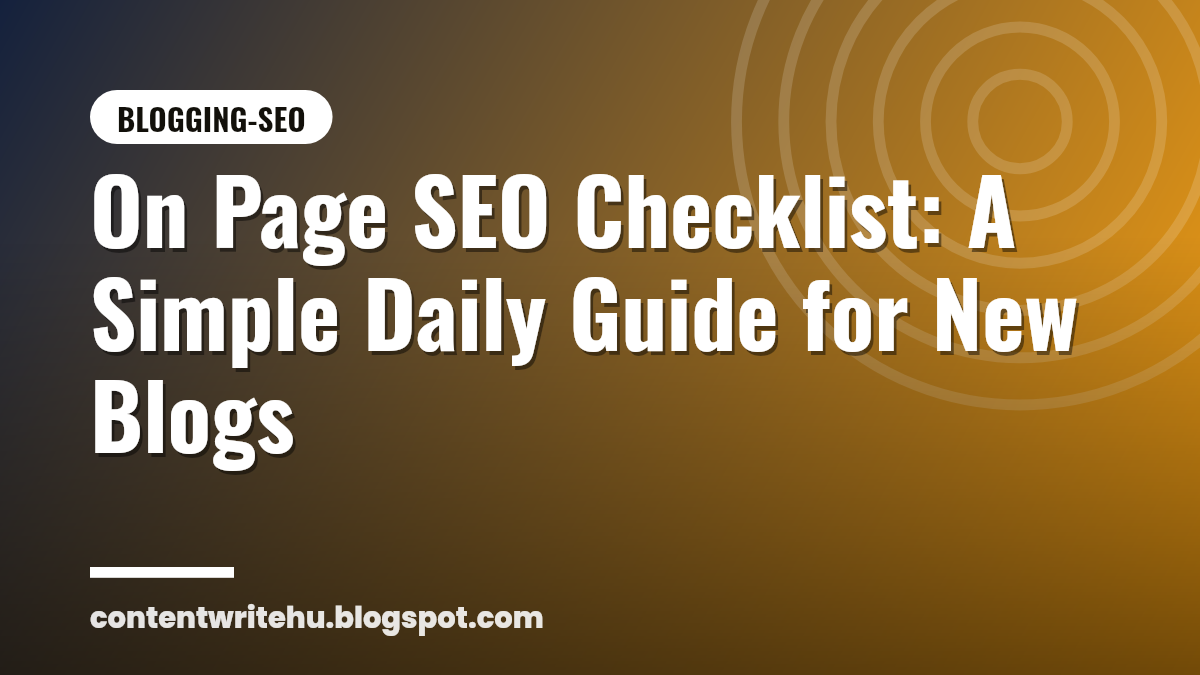 BLOGGING-SEO
On Page SEO Checklist: A
Simple Daily Guide for New
Blogs
contentwritehu.blogspot.com